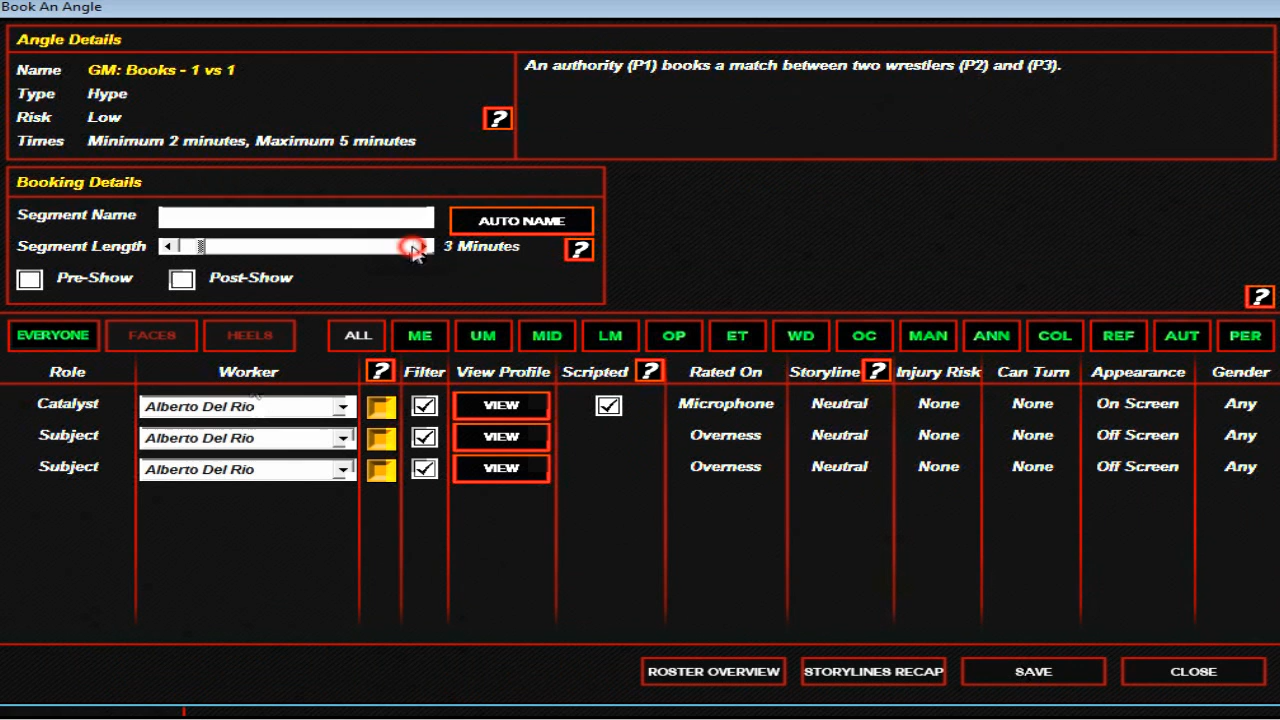 Book An Angle
Angle Details
Name GM: Books - 1 vs 1
Type Hype
Risk Low
Times Minimum 2 minutes, Maximum 5 minutes
?
An authority (P1) books a match between two wrestlers (P2) and (P3).
Booking Details
Segment Name AUTO NAME
Segment Length 3 Minutes ?
Pre-Show Post-Show
?
EVERYONE FACES HEELS ALL ME UM MID LM OP ET WD OC MAN ANN COL REF AUT PER
Role Worker ? Filter View Profile Scripted ? Rated On Storyline ? Injury Risk Can Turn Appearance Gender
Catalyst Alberto Del Rio VIEW Microphone Neutral None None On Screen Any
Subject Alberto Del Rio VIEW Overness Neutral None None Off Screen Any
Subject Alberto Del Rio VIEW Overness Neutral None None Off Screen Any
ROSTER OVERVIEW STORYLINES RECAP SAVE CLOSE